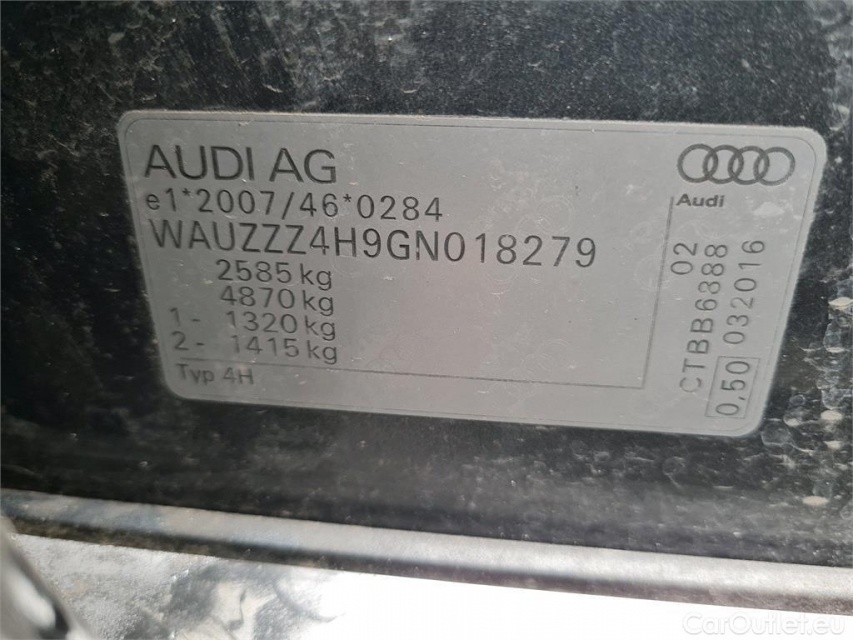 AUDI AG
Audi
e1*2007/46*0284
WAUZZZ4H9GN018279
2585 kg
4870 kg
1 - 1320 kg
2 - 1415 kg
Typ 4H
02
CTBB6388
0,50 032016
CarOutlet.eu